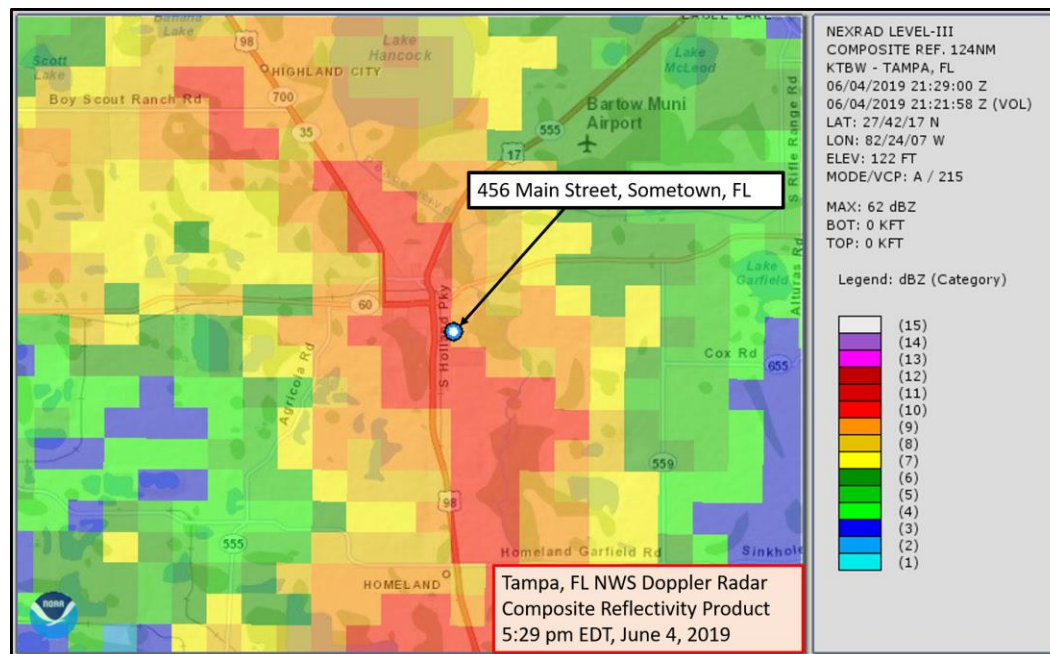 Banana
Lake
98
EAGLE LAKE
Lake
Hancock
Scott
Lake
HIGHLAND CITY
Lake
McLeod
Boy Scout Ranch Rd
700
35
Bartow Muni
Airport
555
17
S Rifle Range Rd
Peace River
456 Main Street, Sometown, FL
60
S Holland Pky
Lake
Garfield
Alturas Rd
Agricola Rd
Cox Rd
655
559
98
555
Homeland Garfield Rd
Sinkhole
HOMELAND
NOAA
Tampa, FL NWS Doppler Radar
Composite Reflectivity Product
5:29 pm EDT, June 4, 2019
NEXRAD LEVEL-III
COMPOSITE REF. 124NM
KTBW - TAMPA, FL
06/04/2019 21:29:00 Z
06/04/2019 21:21:58 Z (VOL)
LAT: 27/42/17 N
LON: 82/24/07 W
ELEV: 122 FT
MODE/VCP: A / 215
MAX: 62 dBZ
BOT: 0 KFT
TOP: 0 KFT
Legend: dBZ (Category)
(15)
(14)
(13)
(12)
(11)
(10)
(9)
(8)
(7)
(6)
(5)
(4)
(3)
(2)
(1)